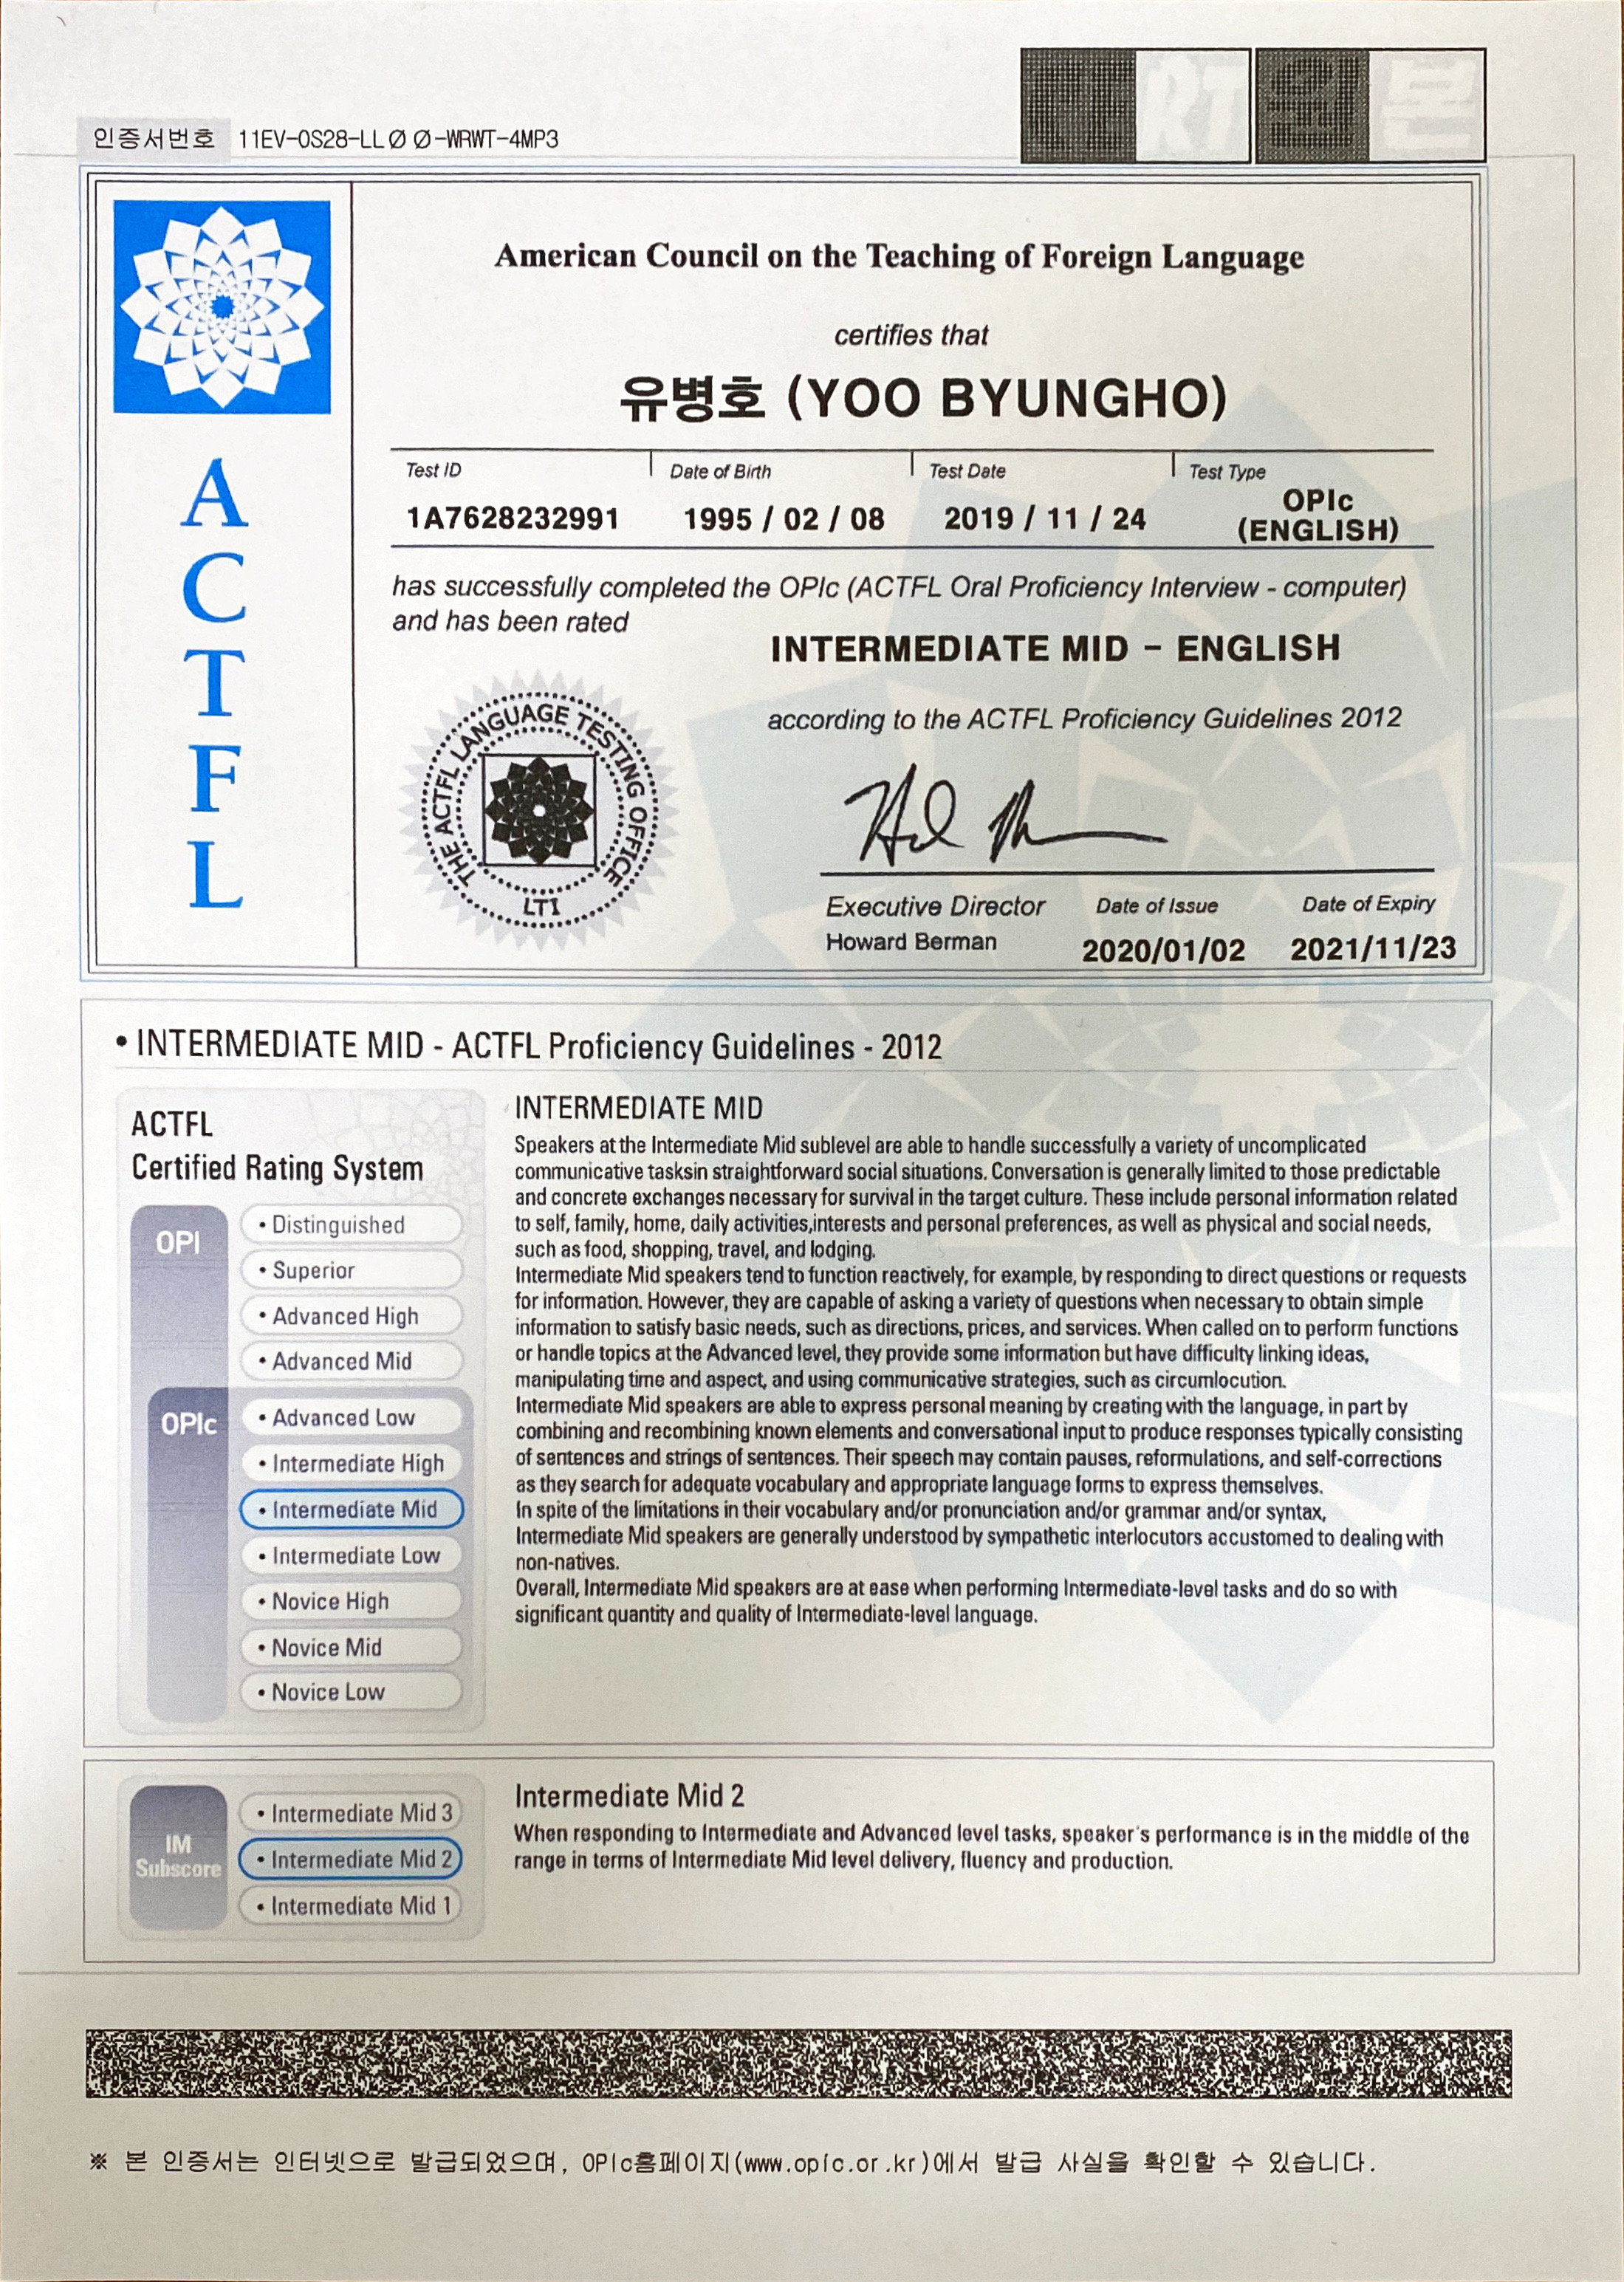 원본
인증서번호 11EV-0S28-LLØØ-WRWT-4MP3
ACTFL
American Council on the Teaching of Foreign Language
certifies that
유병호 (YOO BYUNGHO)
Test ID Date of Birth Test Date Test Type
1A7628232991 1995 / 02 / 08 2019 / 11 / 24 OPIc
(ENGLISH)
has successfully completed the OPIc (ACTFL Oral Proficiency Interview - computer)
and has been rated
INTERMEDIATE MID - ENGLISH
according to the ACTFL Proficiency Guidelines 2012
THE ACTFL LANGUAGE TESTING OFFICE
LTI
Executive Director Date of Issue Date of Expiry
Howard Berman 2020/01/02 2021/11/23
• INTERMEDIATE MID - ACTFL Proficiency Guidelines - 2012
ACTFL
Certified Rating System
OPI
• Distinguished
• Superior
• Advanced High
• Advanced Mid
OPIc
• Advanced Low
• Intermediate High
• Intermediate Mid
• Intermediate Low
• Novice High
• Novice Mid
• Novice Low
INTERMEDIATE MID
Speakers at the Intermediate Mid sublevel are able to handle successfully a variety of uncomplicated
communicative tasksin straightforward social situations. Conversation is generally limited to those predictable
and concrete exchanges necessary for survival in the target culture. These include personal information related
to self, family, home, daily activities,interests and personal preferences, as well as physical and social needs,
such as food, shopping, travel, and lodging.
Intermediate Mid speakers tend to function reactively, for example, by responding to direct questions or requests
for information. However, they are capable of asking a variety of questions when necessary to obtain simple
information to satisfy basic needs, such as directions, prices, and services. When called on to perform functions
or handle topics at the Advanced level, they provide some information but have difficulty linking ideas,
manipulating time and aspect, and using communicative strategies, such as circumlocution.
Intermediate Mid speakers are able to express personal meaning by creating with the language, in part by
combining and recombining known elements and conversational input to produce responses typically consisting
of sentences and strings of sentences. Their speech may contain pauses, reformulations, and self-corrections
as they search for adequate vocabulary and appropriate language forms to express themselves.
In spite of the limitations in their vocabulary and/or pronunciation and/or grammar and/or syntax,
Intermediate Mid speakers are generally understood by sympathetic interlocutors accustomed to dealing with
non-natives.
Overall, Intermediate Mid speakers are at ease when performing Intermediate-level tasks and do so with
significant quantity and quality of Intermediate-level language.
IM
Subscore
• Intermediate Mid 3
• Intermediate Mid 2
• Intermediate Mid 1
Intermediate Mid 2
When responding to Intermediate and Advanced level tasks, speaker's performance is in the middle of the
range in terms of Intermediate Mid level delivery, fluency and production.
※ 본 인증서는 인터넷으로 발급되었으며, OPIc홈페이지(www.opic.or.kr)에서 발급 사실을 확인할 수 있습니다.